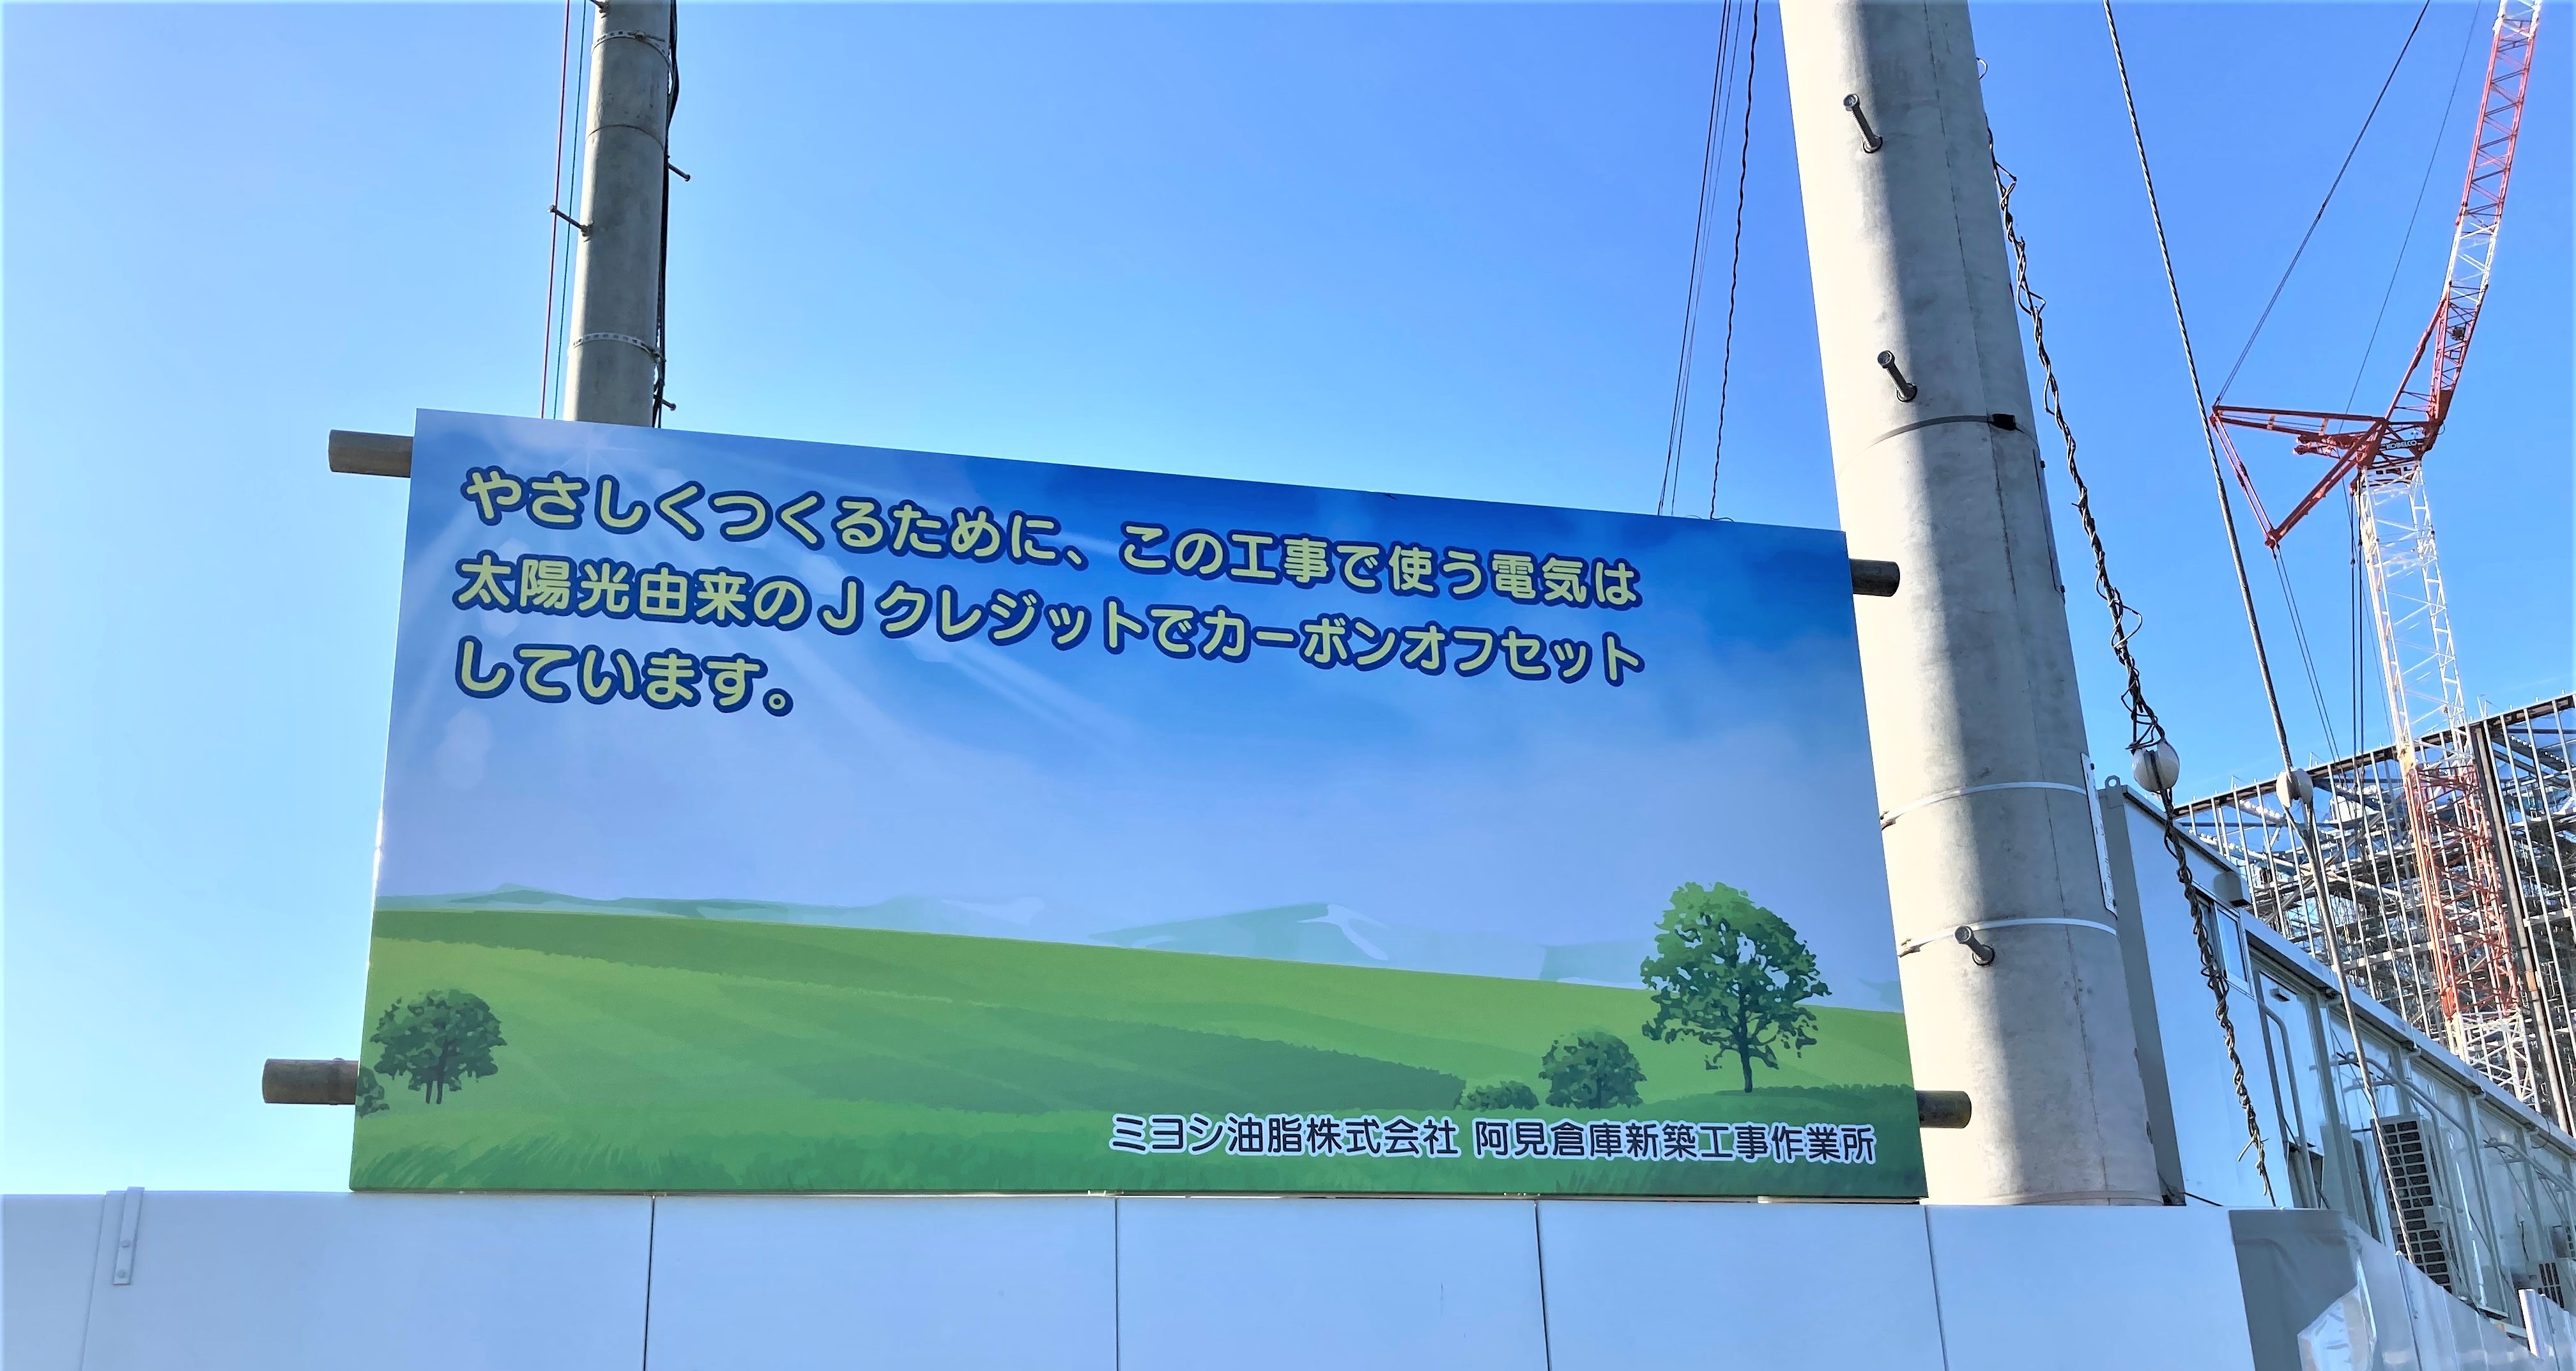 やさしくつくるために、この工事で使う電気は
太陽光由来のJクレジットでカーボンオフセット
しています。
ミヨシ油脂株式会社 阿見倉庫新築工事作業所
KOBELCO